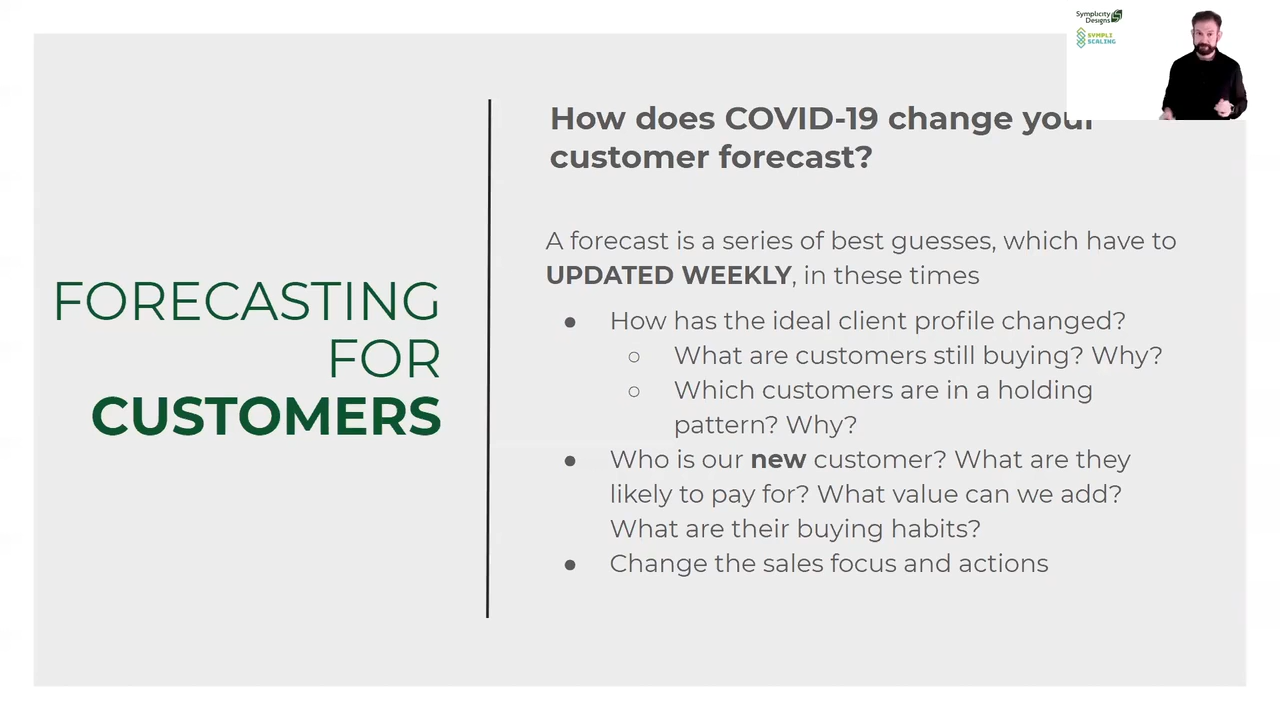 Symplicity
Designs
SYMPLI
SCALING
How does COVID-19 change your
customer forecast?
A forecast is a series of best guesses, which have to
UPDATED WEEKLY, in these times
● How has the ideal client profile changed?
○ What are customers still buying? Why?
○ Which customers are in a holding
pattern? Why?
● Who is our new customer? What are they
likely to pay for? What value can we add?
What are their buying habits?
● Change the sales focus and actions
FORECASTING
FOR
CUSTOMERS